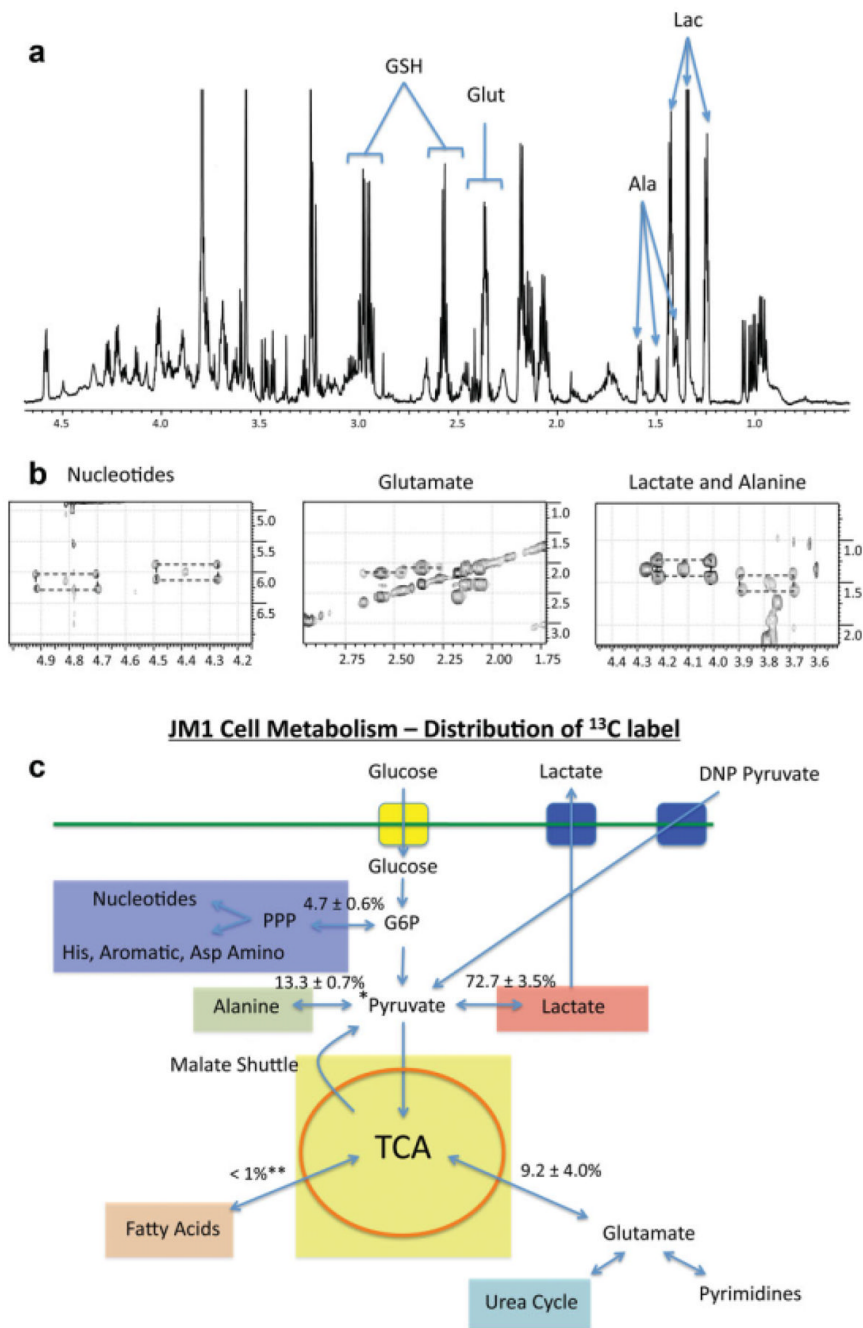 a
Lac
GSH
Glut
Ala
4.5 4.0 3.5 3.0 2.5 2.0 1.5 1.0
b
Nucleotides
Glutamate
Lactate and Alanine
5.0
5.5
6.0
6.5
4.9 4.8 4.7 4.6 4.5 4.4 4.3 4.2
1.0
1.5
2.0
2.5
3.0
2.75 2.50 2.25 2.00 1.75
1.0
1.5
2.0
4.4 4.3 4.2 4.1 4.0 3.9 3.8 3.7 3.6
JM1 Cell Metabolism – Distribution of ¹³C label
c
Glucose
Lactate
DNP Pyruvate
Glucose
Nucleotides
4.7 ± 0.6%
PPP
G6P
His, Aromatic, Asp Amino
13.3 ± 0.7%
72.7 ± 3.5%
Alanine
*Pyruvate
Lactate
Malate Shuttle
TCA
< 1%**
9.2 ± 4.0%
Fatty Acids
Glutamate
Urea Cycle
Pyrimidines